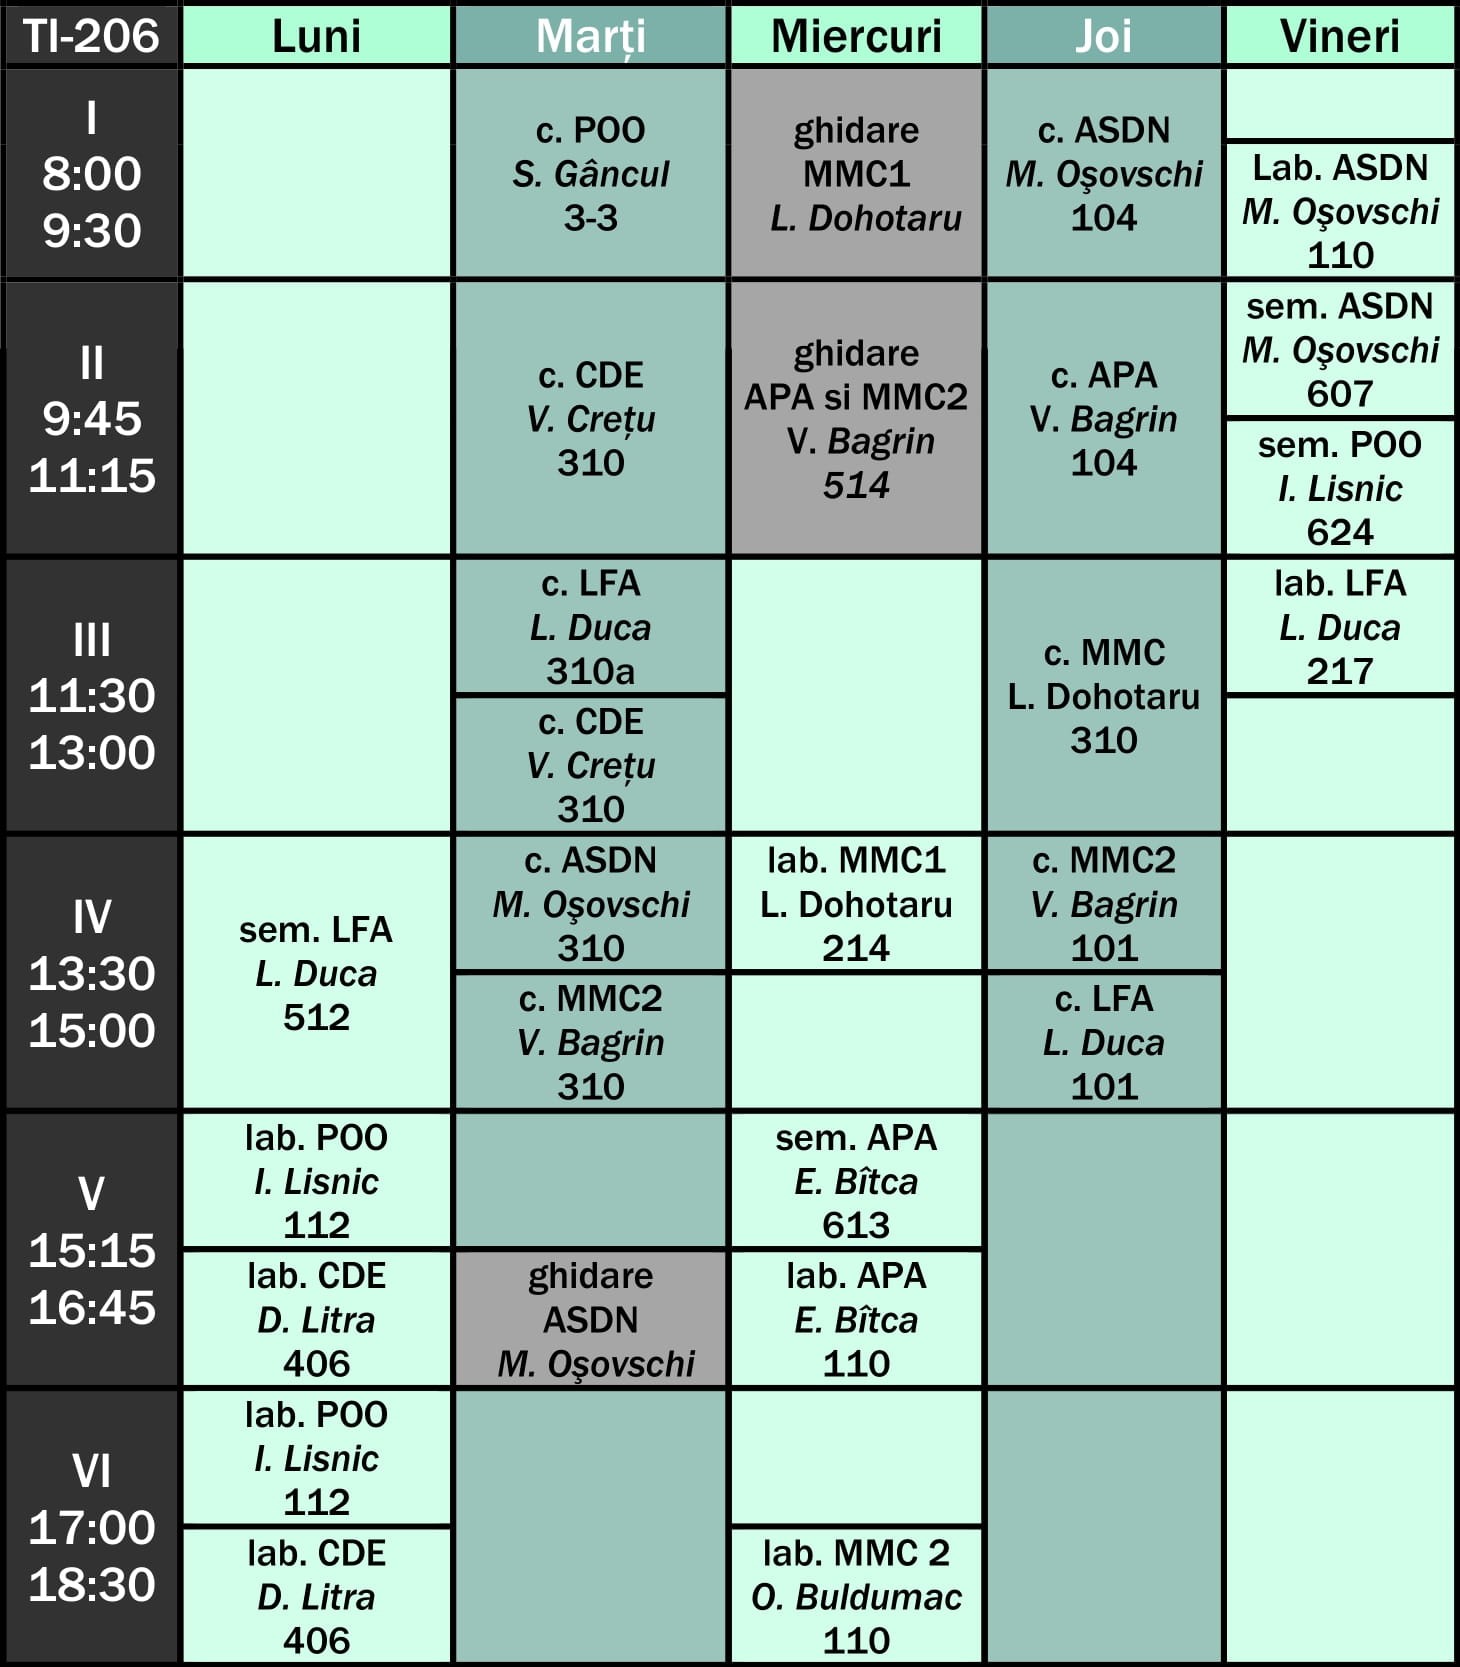 TI-206
Luni
Marți
Miercuri
Joi
Vineri
I
8:00
9:30
c. POO
S. Gâncul
3-3
ghidare
MMC1
L. Dohotaru
c. ASDN
M. Oşovschi
104
Lab. ASDN
M. Oşovschi
110
II
9:45
11:15
c. CDE
V. Crețu
310
ghidare
APA si MMC2
V. Bagrin
514
c. APA
V. Bagrin
104
sem. ASDN
M. Oşovschi
607
sem. POO
I. Lisnic
624
III
11:30
13:00
c. LFA
L. Duca
310a
c. CDE
V. Crețu
310
c. MMC
L. Dohotaru
310
lab. LFA
L. Duca
217
IV
13:30
15:00
sem. LFA
L. Duca
512
c. ASDN
M. Oşovschi
310
c. MMC2
V. Bagrin
310
lab. MMC1
L. Dohotaru
214
c. MMC2
V. Bagrin
101
c. LFA
L. Duca
101
V
15:15
16:45
lab. POO
I. Lisnic
112
lab. CDE
D. Litra
406
ghidare
ASDN
M. Oşovschi
sem. APA
E. Bîtca
613
lab. APA
E. Bîtca
110
VI
17:00
18:30
lab. POO
I. Lisnic
112
lab. CDE
D. Litra
406
lab. MMC 2
O. Buldumac
110